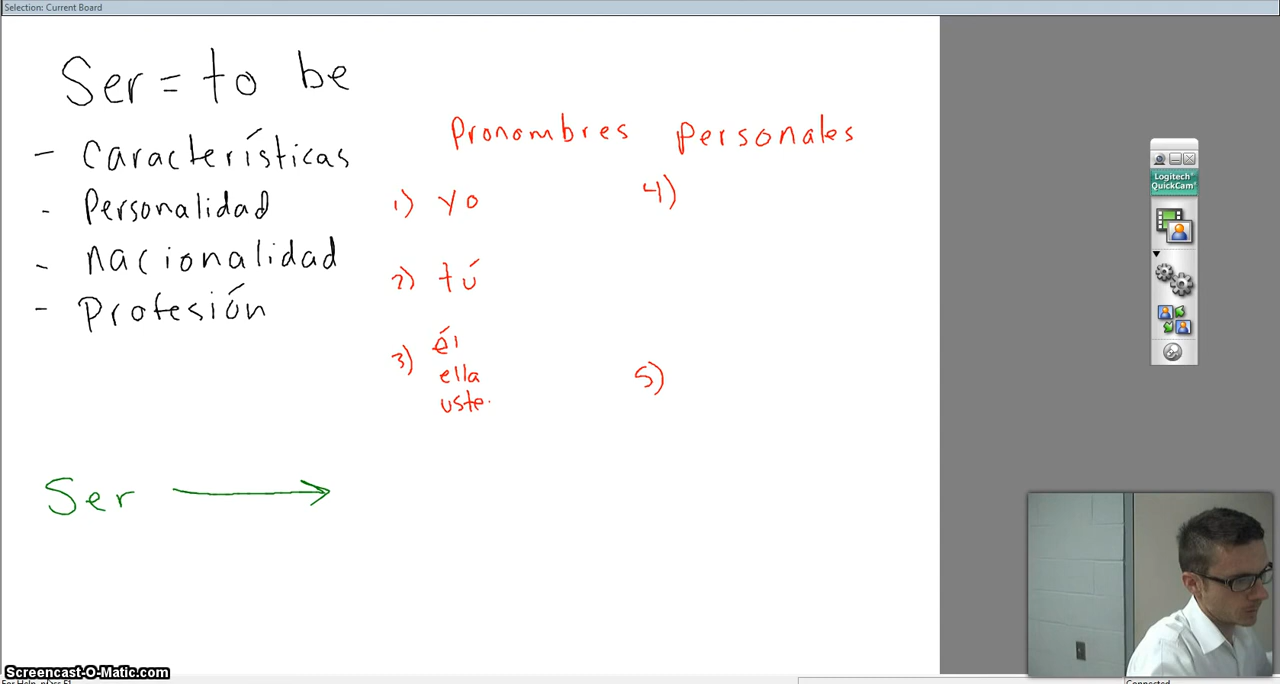 Selection: Current Board
Ser = to be
- Características
- Personalidad
- nacionalidad
- Profesión
Pronombres personales
1) yo
2) tú
3) él
ella
uste
4)
5)
Ser →
Logitech
QuickCam
Screencast-O-Matic.com
Connected